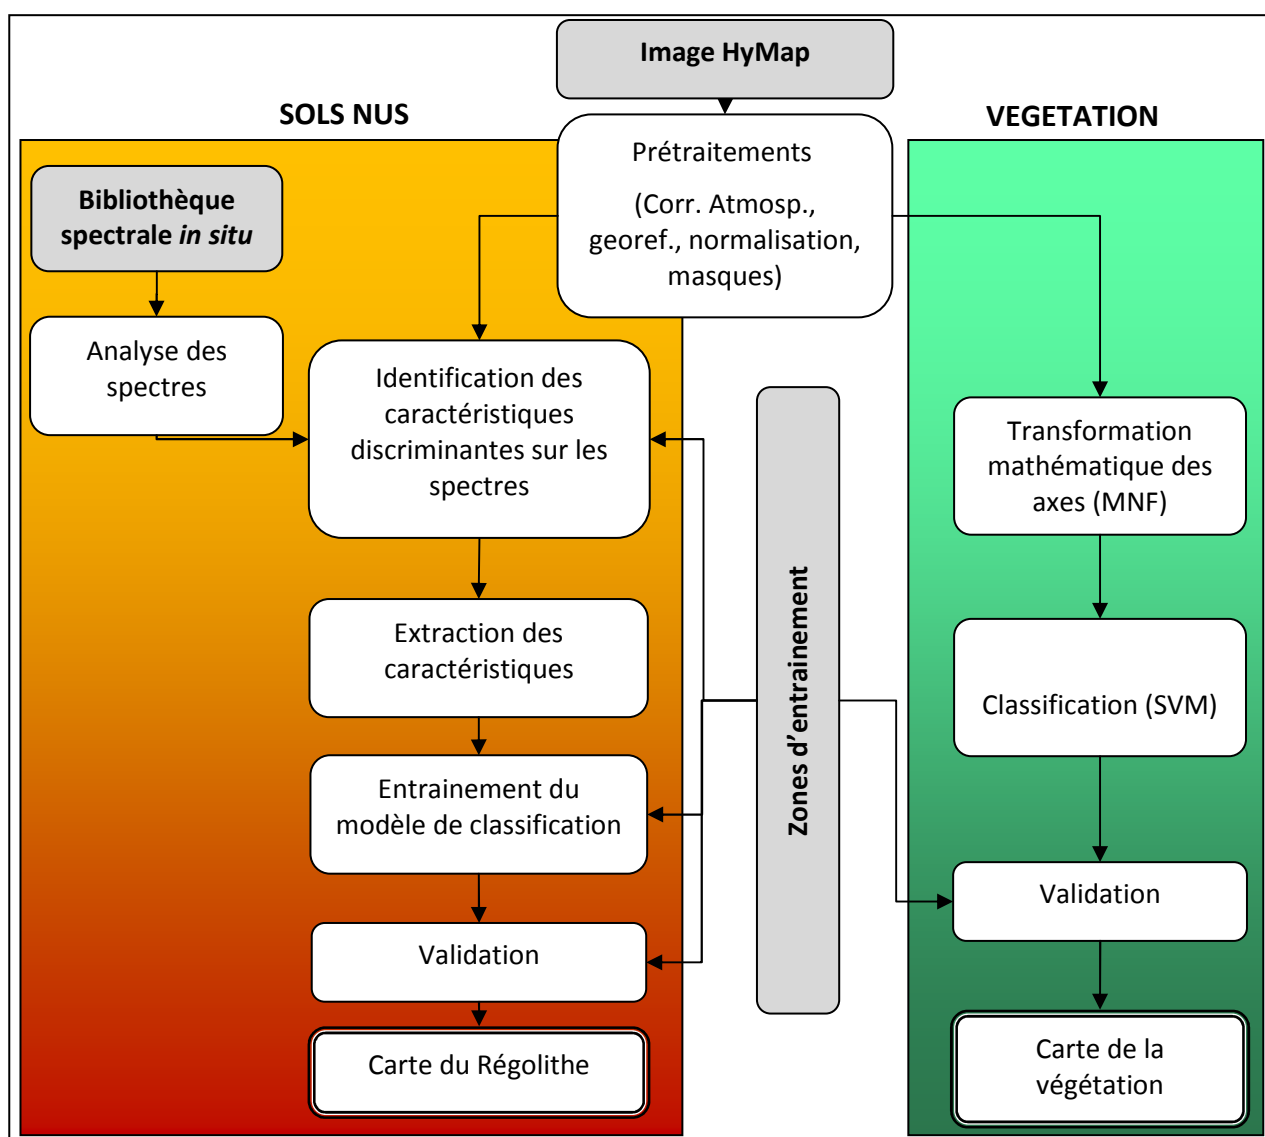 Image HyMap
SOLS NUS
VEGETATION
Prétraitements
(Corr. Atmosp.,
georef., normalisation,
masques)
Bibliothèque
spectrale in situ
Analyse des
spectres
Identification des
caractéristiques
discriminantes sur les
spectres
Extraction des
caractéristiques
Entrainement du
modèle de classification
Validation
Carte du Régolithe
Zones d’entrainement
Transformation
mathématique des
axes (MNF)
Classification (SVM)
Validation
Carte de la
végétation